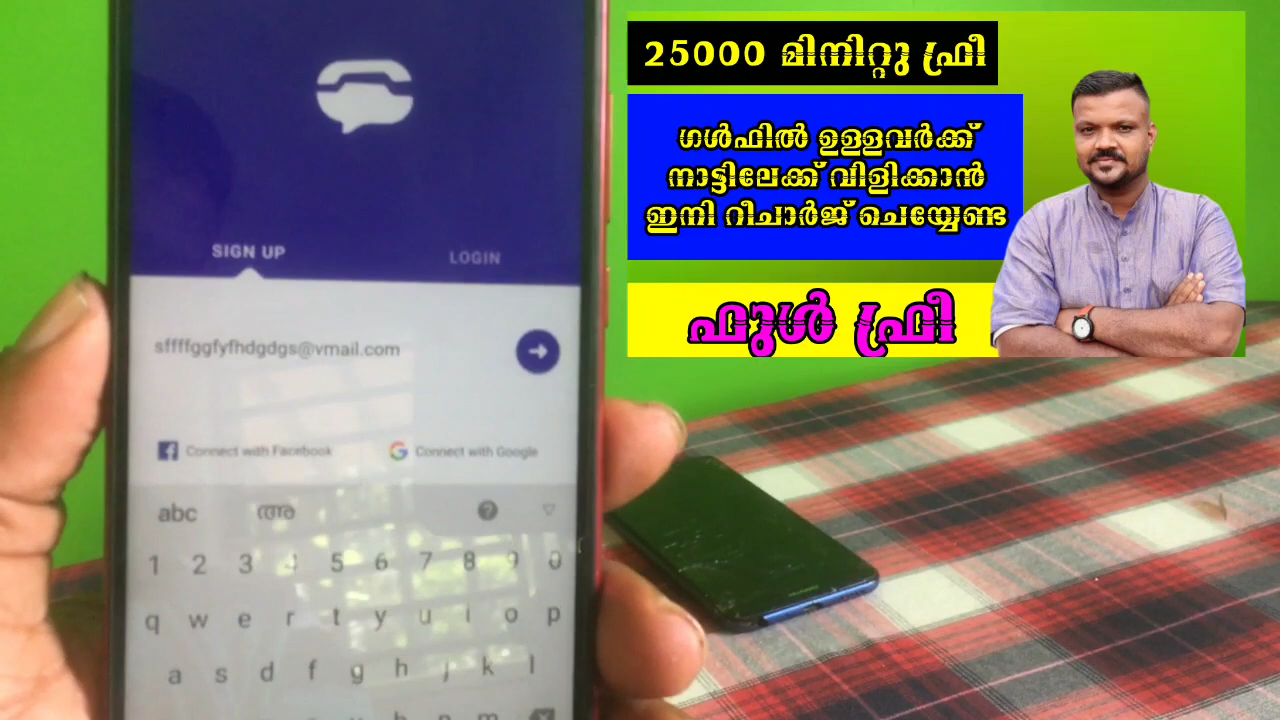 25000 മിനിറ്റു ഫ്രീ
ഗൾഫിൽ ഉള്ളവർക്ക്
നാട്ടിലേക്ക് വിളിക്കാൻ
ഇനി റീചാർജ് ചെയ്യേണ്ട
ഫുൾ ഫ്രീ
SIGN UP
LOGIN
sffffggfyfhdgdgs@vmail.com
Connect with Facebook
Connect with Google
abc അ ?
1 2 3 4 5 6 7 8 9 0
q w e r t y u i o p
a s d f g h j k l